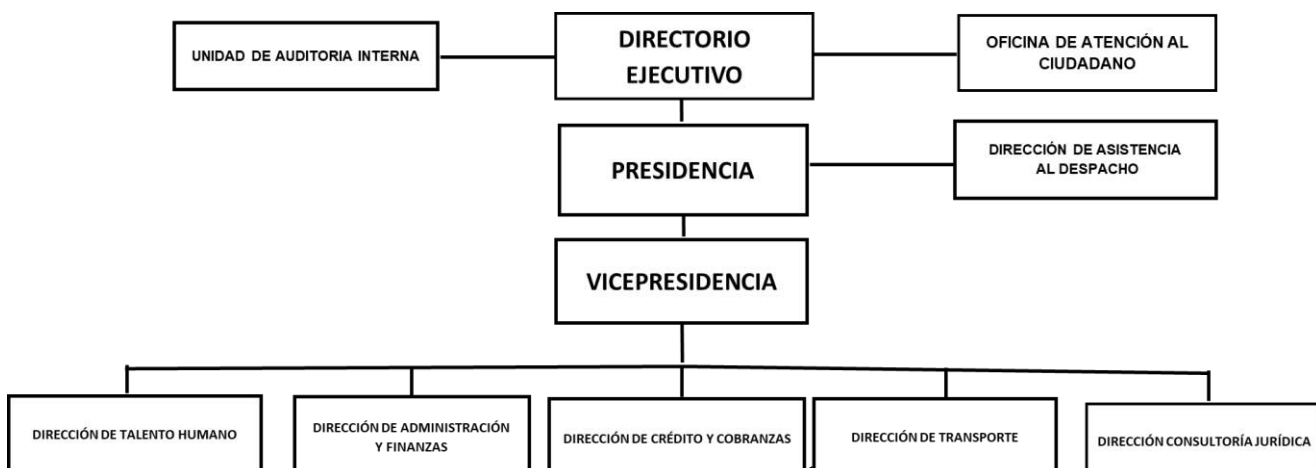 UNIDAD DE AUDITORIA INTERNA
DIRECTORIO
EJECUTIVO
OFICINA DE ATENCIÓN AL
CIUDADANO
PRESIDENCIA
DIRECCIÓN DE ASISTENCIA
AL DESPACHO
VICEPRESIDENCIA
DIRECCIÓN DE TALENTO HUMANO
DIRECCIÓN DE ADMINISTRACIÓN
Y FINANZAS
DIRECCIÓN DE CRÉDITO Y COBRANZAS
DIRECCIÓN DE TRANSPORTE
DIRECCIÓN CONSULTORÍA JURÍDICA